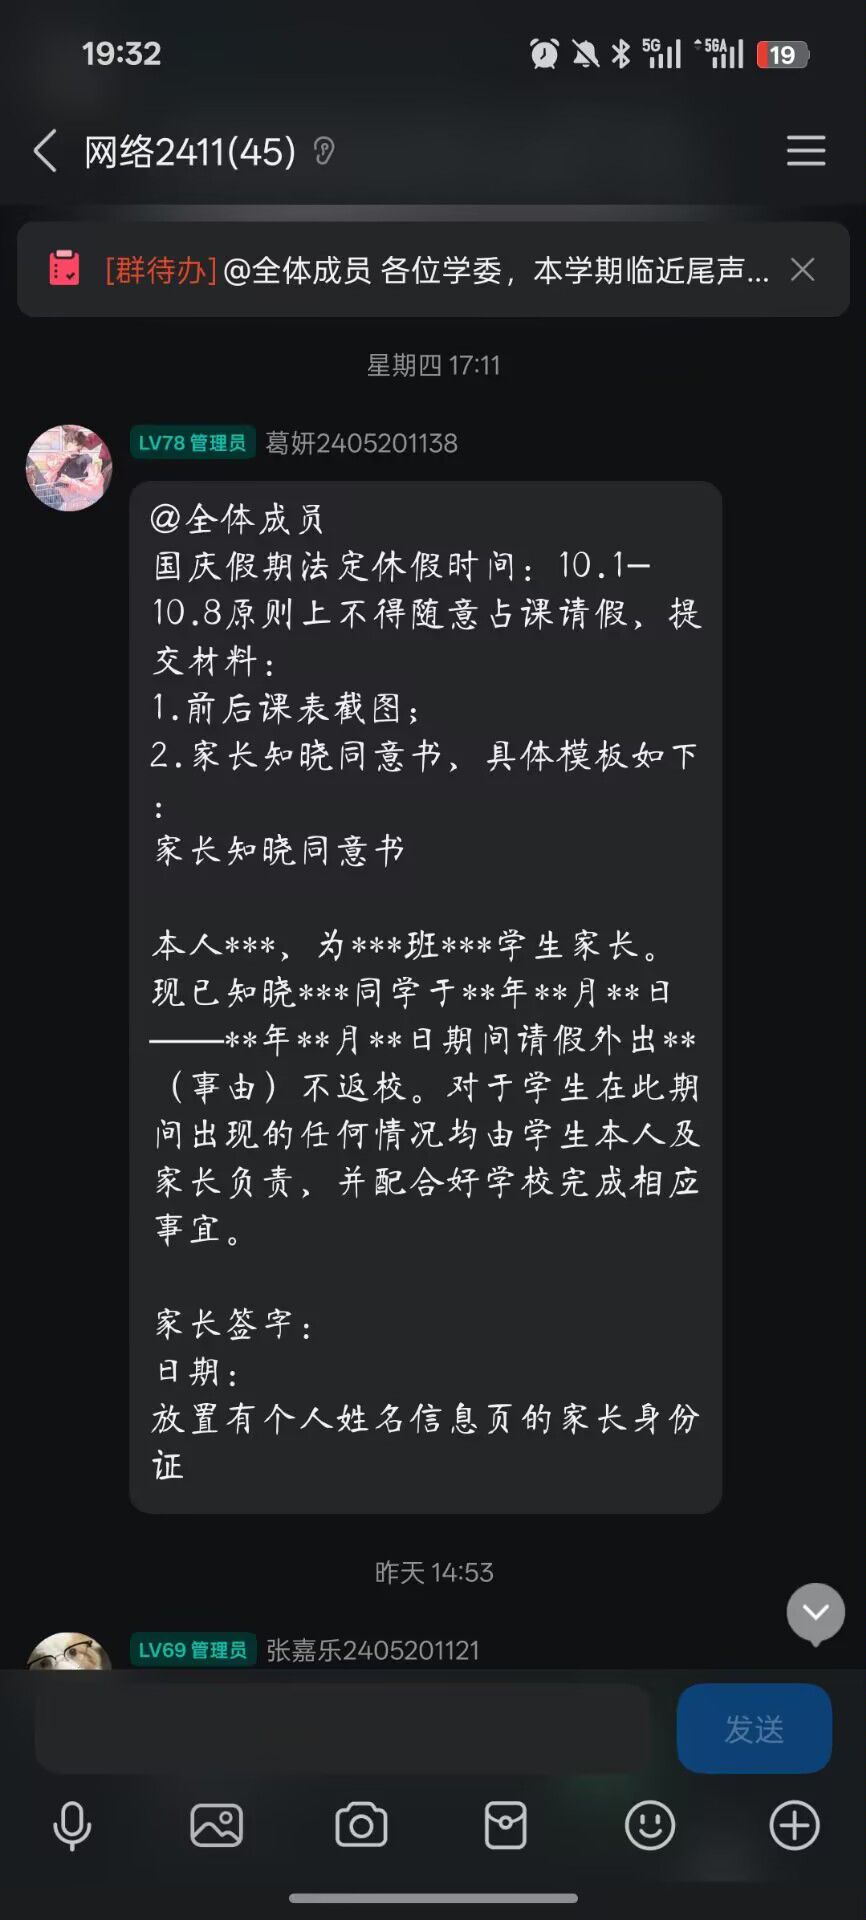 19:32
5G
5GA
19
网络2411(45)
[群待办]@全体成员 各位学委，本学期临近尾声...
星期四 17:11
LV78 管理员 葛妍2405201138
@全体成员
国庆假期法定休假时间：10.1—
10.8原则上不得随意占课请假，提
交材料：
1.前后课表截图；
2.家长知晓同意书，具体模板如下
：
家长知晓同意书
本人***，为***班***学生家长。
现已知晓***同学于**年**月**日
——**年**月**日期间请假外出**
（事由）不返校。对于学生在此期
间出现的任何情况均由学生本人及
家长负责，并配合好学校完成相应
事宜。
家长签字：
日期：
放置有个人姓名信息页的家长身份
证
昨天 14:53
LV69 管理员 张嘉乐2405201121
发送